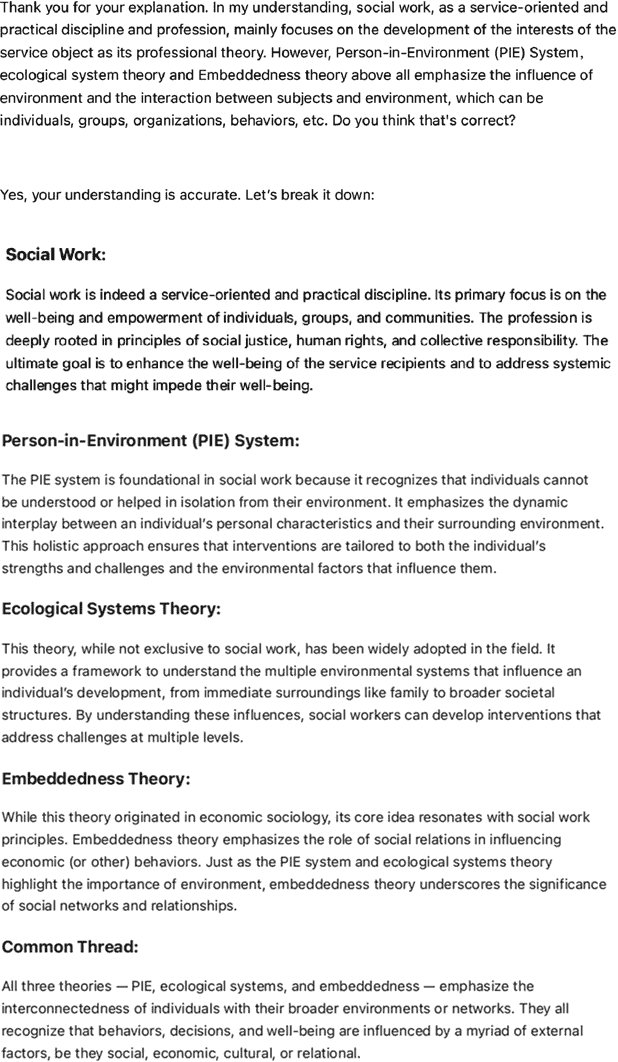 Thank you for your explanation. In my understanding, social work, as a service-oriented and
practical discipline and profession, mainly focuses on the development of the interests of the
service object as its professional theory. However, Person-in-Environment (PIE) System,
ecological system theory and Embeddedness theory above all emphasize the influence of
environment and the interaction between subjects and environment, which can be
individuals, groups, organizations, behaviors, etc. Do you think that's correct?
Yes, your understanding is accurate. Let's break it down:
Social Work:
Social work is indeed a service-oriented and practical discipline. Its primary focus is on the
well-being and empowerment of individuals, groups, and communities. The profession is
deeply rooted in principles of social justice, human rights, and collective responsibility. The
ultimate goal is to enhance the well-being of the service recipients and to address systemic
challenges that might impede their well-being.
Person-in-Environment (PIE) System:
The PIE system is foundational in social work because it recognizes that individuals cannot
be understood or helped in isolation from their environment. It emphasizes the dynamic
interplay between an individual's personal characteristics and their surrounding environment.
This holistic approach ensures that interventions are tailored to both the individual's
strengths and challenges and the environmental factors that influence them.
Ecological Systems Theory:
This theory, while not exclusive to social work, has been widely adopted in the field. It
provides a framework to understand the multiple environmental systems that influence an
individual's development, from immediate surroundings like family to broader societal
structures. By understanding these influences, social workers can develop interventions that
address challenges at multiple levels.
Embeddedness Theory:
While this theory originated in economic sociology, its core idea resonates with social work
principles. Embeddedness theory emphasizes the role of social relations in influencing
economic (or other) behaviors. Just as the PIE system and ecological systems theory
highlight the importance of environment, embeddedness theory underscores the significance
of social networks and relationships.
Common Thread:
All three theories — PIE, ecological systems, and embeddedness — emphasize the
interconnectedness of individuals with their broader environments or networks. They all
recognize that behaviors, decisions, and well-being are influenced by a myriad of external
factors, be they social, economic, cultural, or relational.